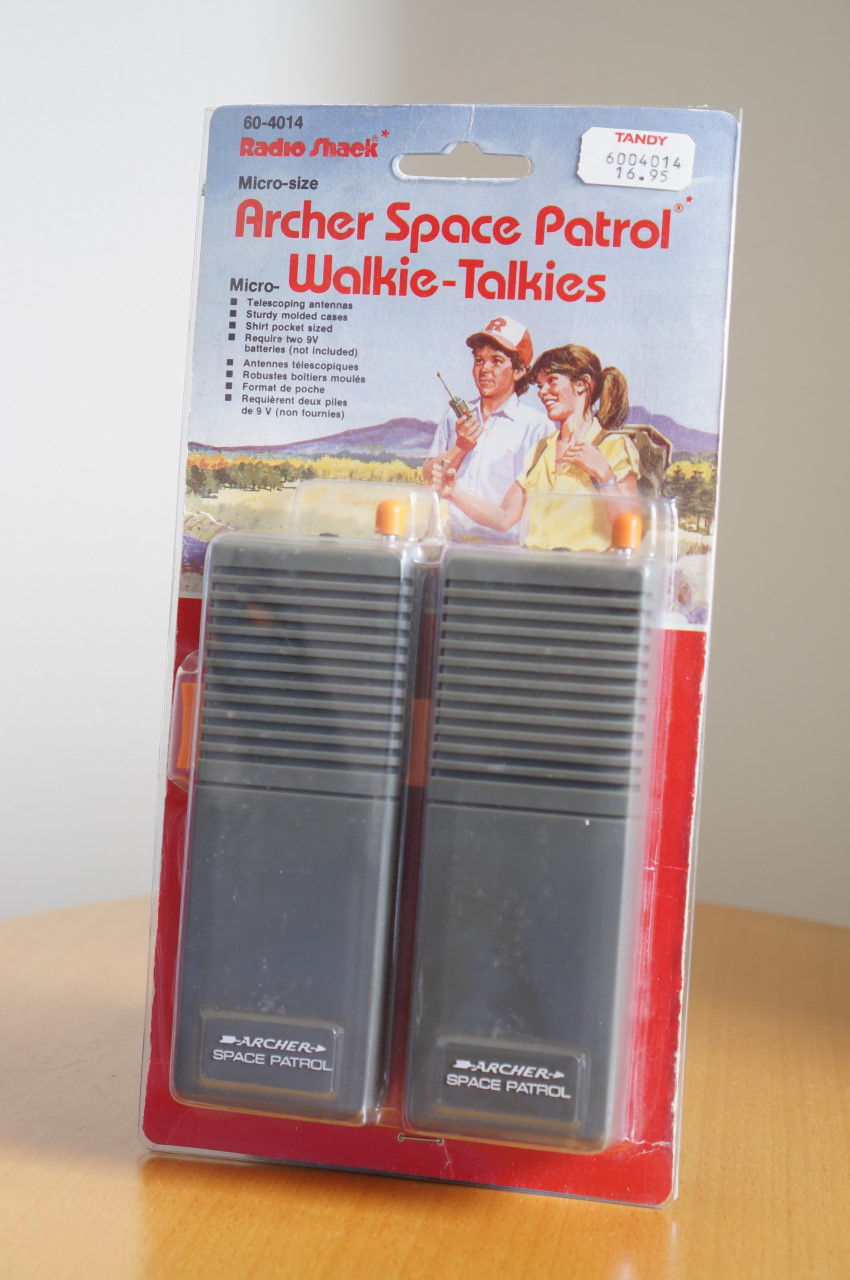 60-4014
Radio Shack®*
TANDY
6004014
16.95
Micro-size
Archer Space Patrol®*
Micro- Walkie-Talkies
■ Telescoping antennas
■ Sturdy molded cases
■ Shirt pocket sized
■ Require two 9V
batteries (not included)
■ Antennes télescopiques
■ Robustes boîtiers moulés
■ Format de poche
■ Requièrent deux piles
de 9 V (non fournies)
R
ARCHER
SPACE PATROL
ARCHER
SPACE PATROL